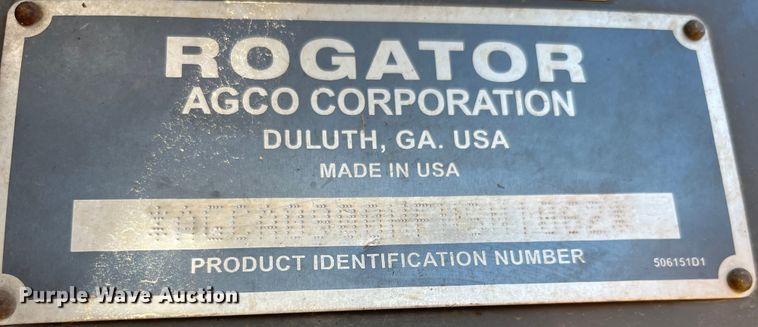 ROGATOR
AGCO CORPORATION
DULUTH, GA. USA
MADE IN USA
PRODUCT IDENTIFICATION NUMBER
506151D1
Purple Wave Auction